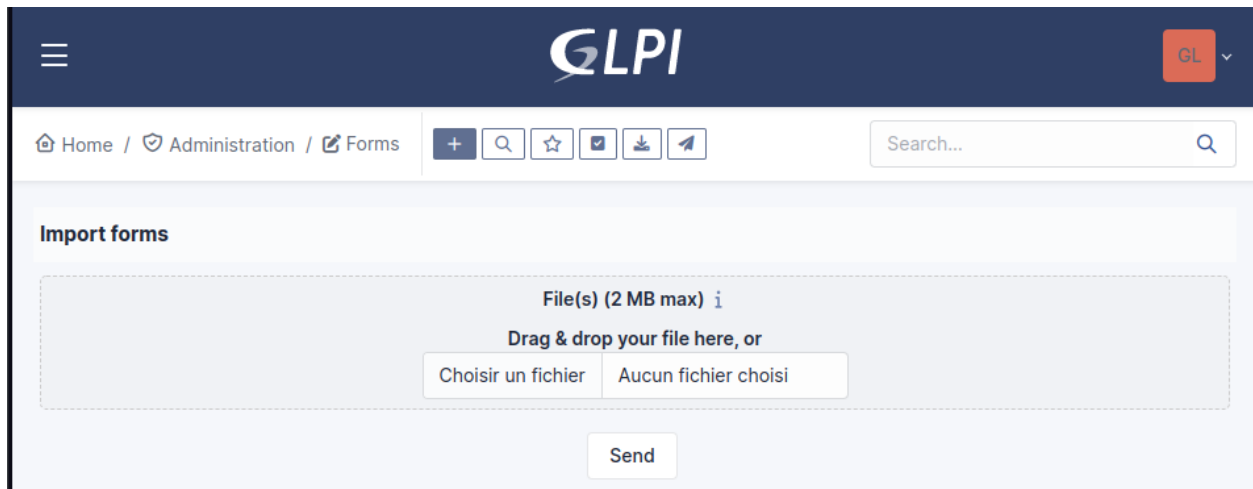 GLPI
GL
Home / Administration / Forms
Search...
Import forms
File(s) (2 MB max) i
Drag & drop your file here, or
Choisir un fichier Aucun fichier choisi
Send